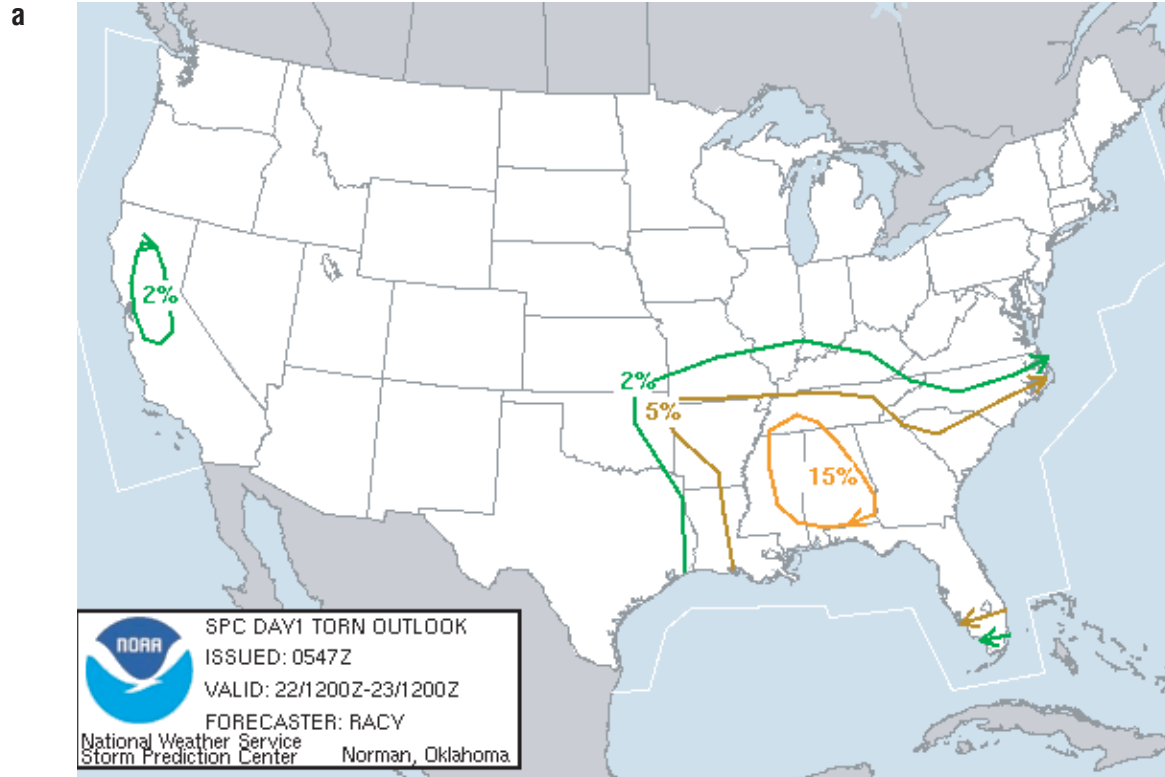 a
2%
2%
5%
15%
NOAA
SPC DAY1 TORN OUTLOOK
ISSUED: 0547Z
VALID: 22/1200Z-23/1200Z
FORECASTER: RACY
National Weather Service
Storm Prediction Center Norman, Oklahoma